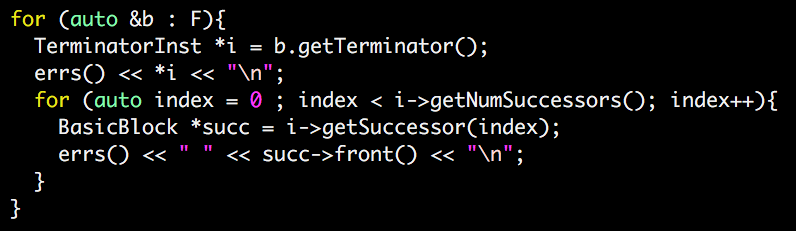 for (auto &b : F){
  TerminatorInst *i = b.getTerminator();
  errs() << *i << "\n";
  for (auto index = 0 ; index < i->getNumSuccessors(); index++){
    BasicBlock *succ = i->getSuccessor(index);
    errs() << " " << succ->front() << "\n";
  }
}